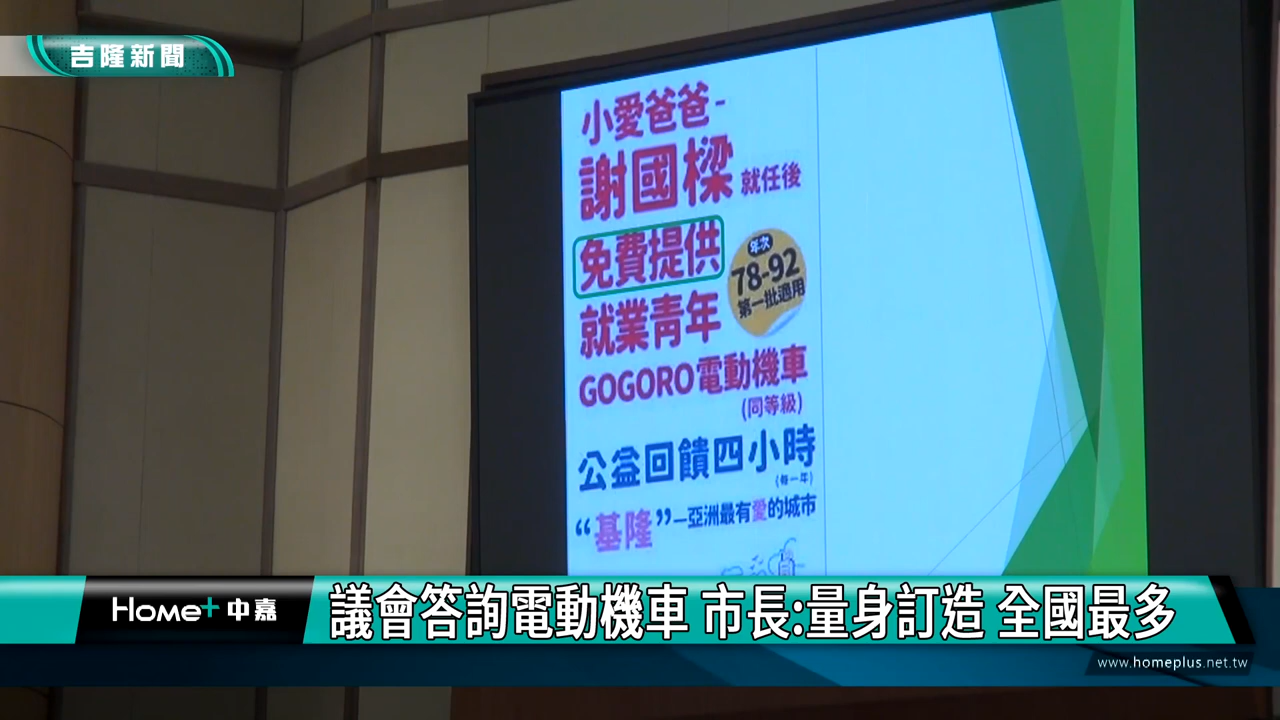 吉隆新聞
小愛爸爸-
謝國樑 就任後
免費提供
年次
78-92
第一批適用
就業青年
GOGORO電動機車
(同等級)
公益回饋四小時
(每一年)
“基隆”—亞洲最有愛的城市
Home+ 中嘉
議會答詢電動機車 市長:量身訂造 全國最多
www.homeplus.net.tw